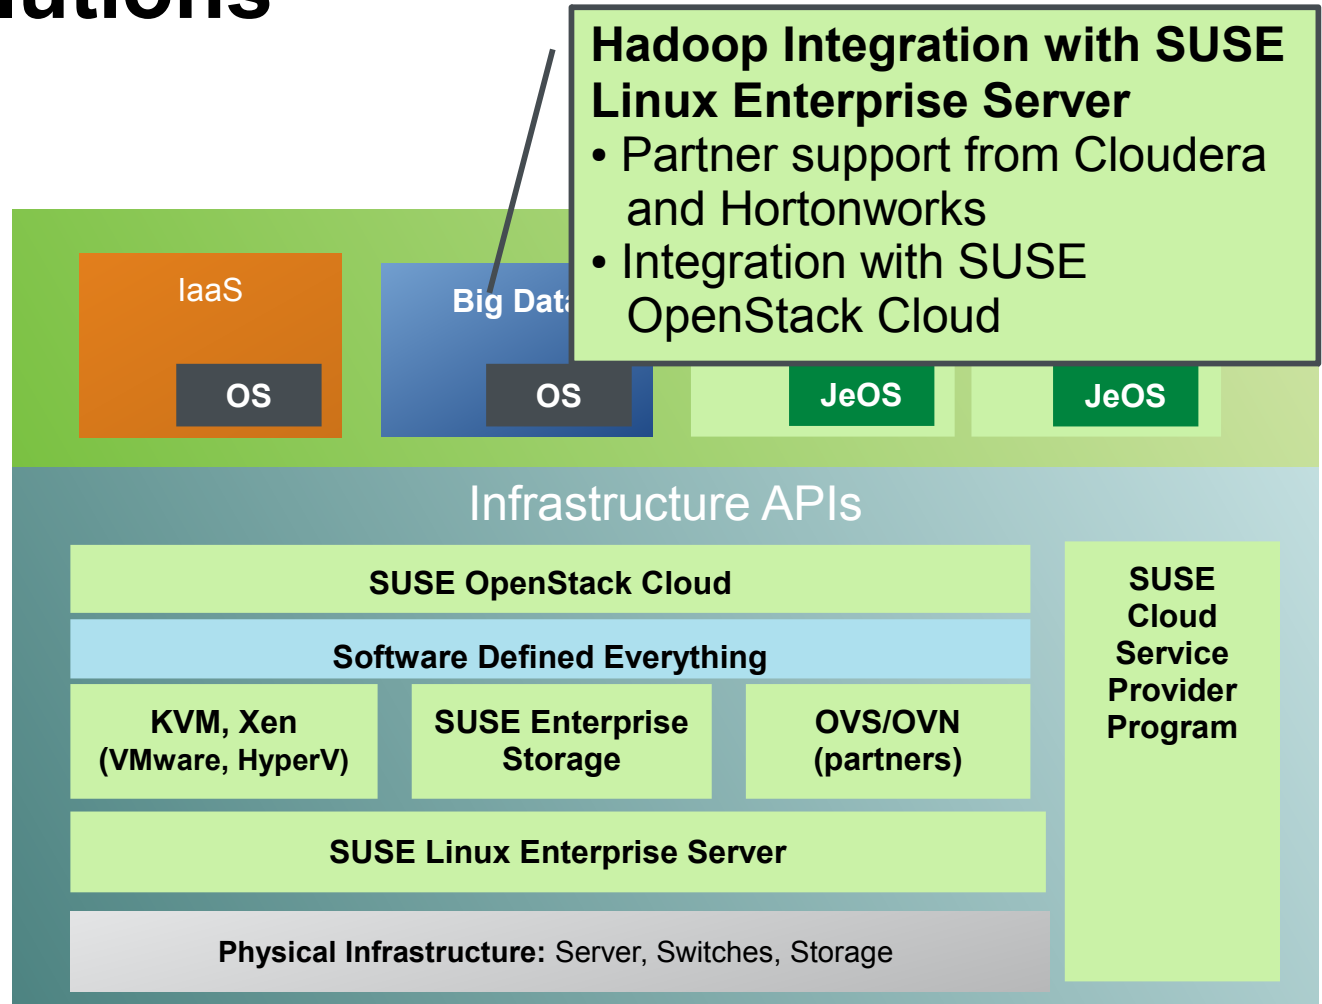 Hadoop Integration with SUSE
Linux Enterprise Server
• Partner support from Cloudera
and Hortonworks
• Integration with SUSE
OpenStack Cloud
IaaS
Big Data
OS
OS
JeOS
JeOS
Infrastructure APIs
SUSE OpenStack Cloud
Software Defined Everything
KVM, Xen
(VMware, HyperV)
SUSE Enterprise
Storage
OVS/OVN
(partners)
SUSE Linux Enterprise Server
Physical Infrastructure: Server, Switches, Storage
SUSE
Cloud
Service
Provider
Program